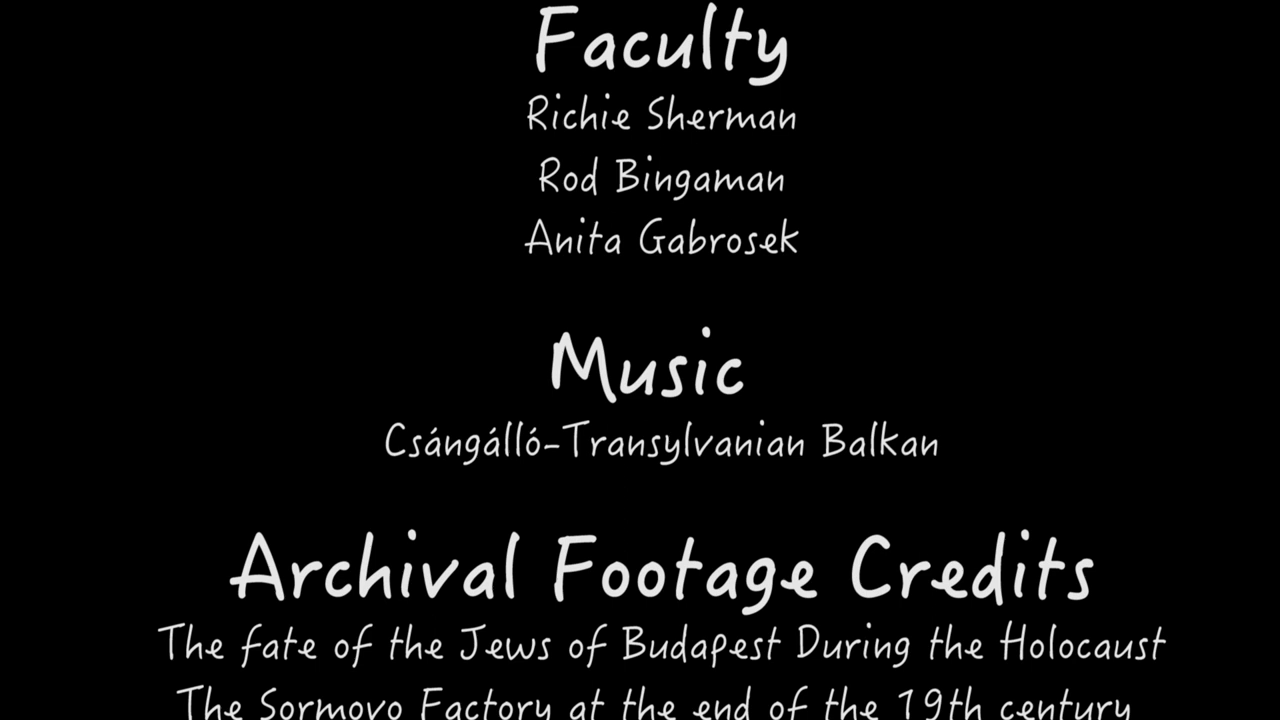 Faculty
Richie Sherman
Rod Bingaman
Anita Gabrosek
Music
Csángálló-Transylvanian Balkan
Archival Footage Credits
The fate of the Jews of Budapest During the Holocaust
The Sormovo Factory at the end of the 19th century